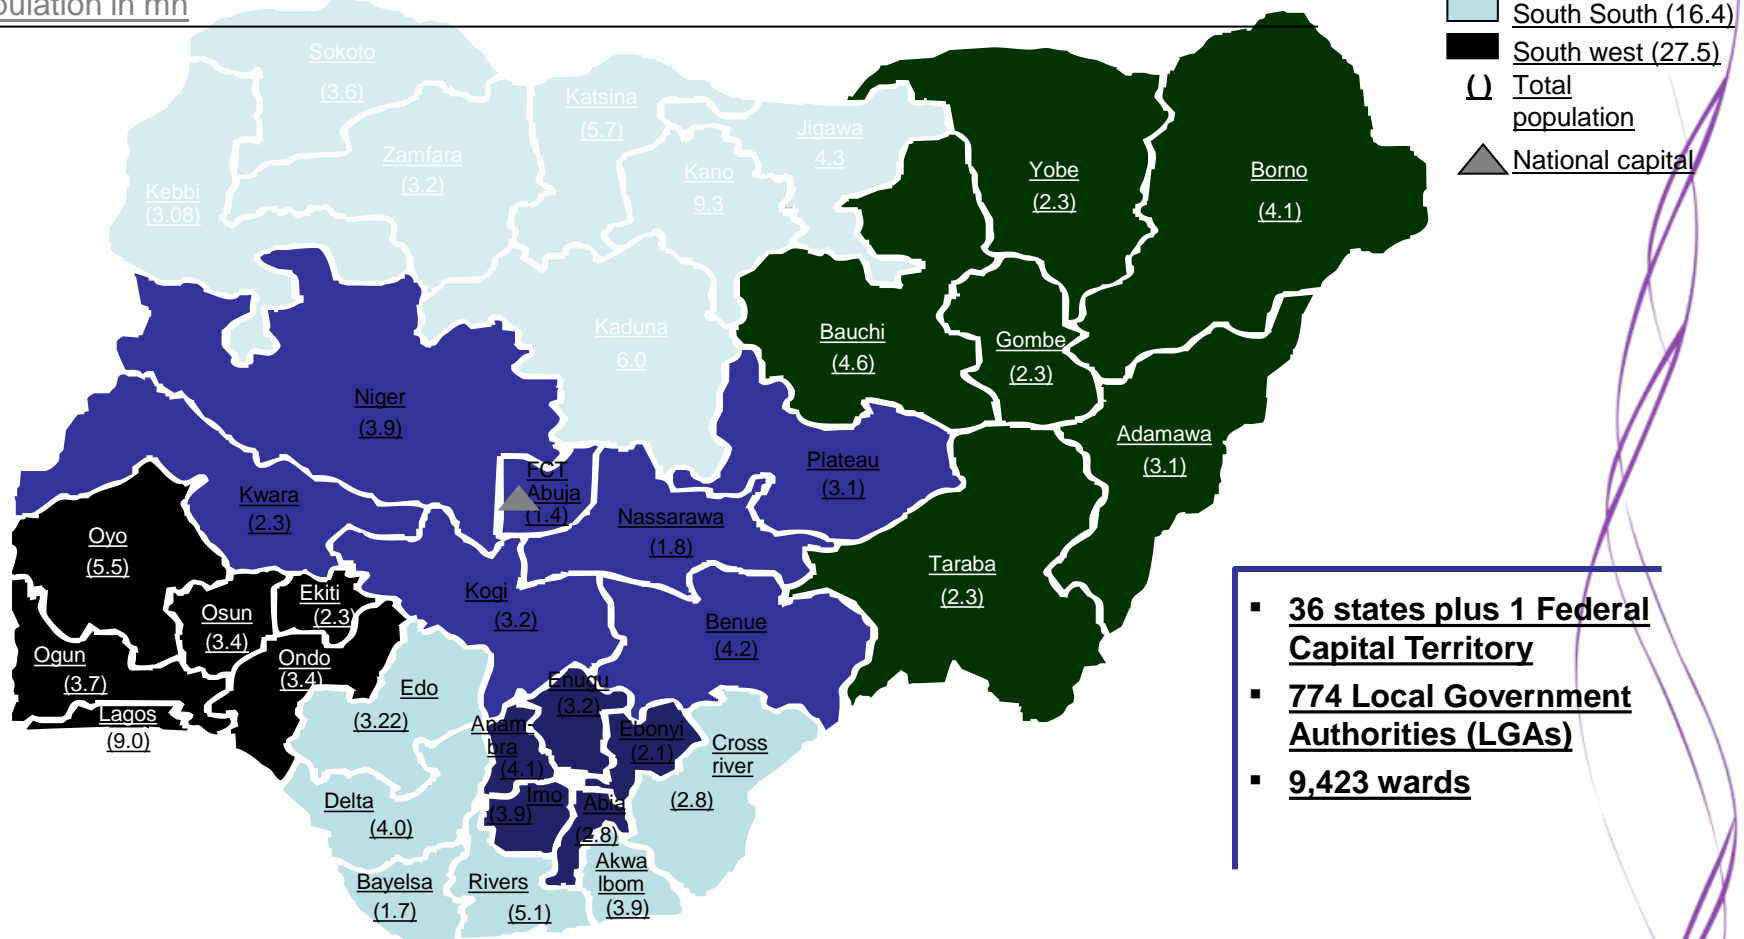 South South (16.4)
South west (27.5)
( ) Total
population
National capital
Sokoto
(3.6)
Katsina
(5.7)
Jigawa
4.3
Zamfara
(3.2)
Kano
9.3
Kebbi
(3.08)
Yobe
(2.3)
Borno
(4.1)
Kaduna
6.0
Bauchi
(4.6)
Gombe
(2.3)
Niger
(3.9)
Adamawa
(3.1)
Plateau
(3.1)
FCT
Abuja
(1.4)
Kwara
(2.3)
Nassarawa
(1.8)
Oyo
(5.5)
Taraba
(2.3)
Kogi
(3.2)
Ekiti
(2.3)
Osun
(3.4)
Benue
(4.2)
Ogun
(3.7)
Ondo
(3.4)
Edo
(3.22)
Enugu
(3.2)
Lagos
(9.0)
Anam-
bra
(4.1)
Ebonyi
(2.1)
Cross
river
(2.8)
Imo
(3.9)
Abia
(2.8)
Delta
(4.0)
Akwa
Ibom
(3.9)
Bayelsa
(1.7)
Rivers
(5.1)
▪ 36 states plus 1 Federal
Capital Territory
▪ 774 Local Government
Authorities (LGAs)
▪ 9,423 wards